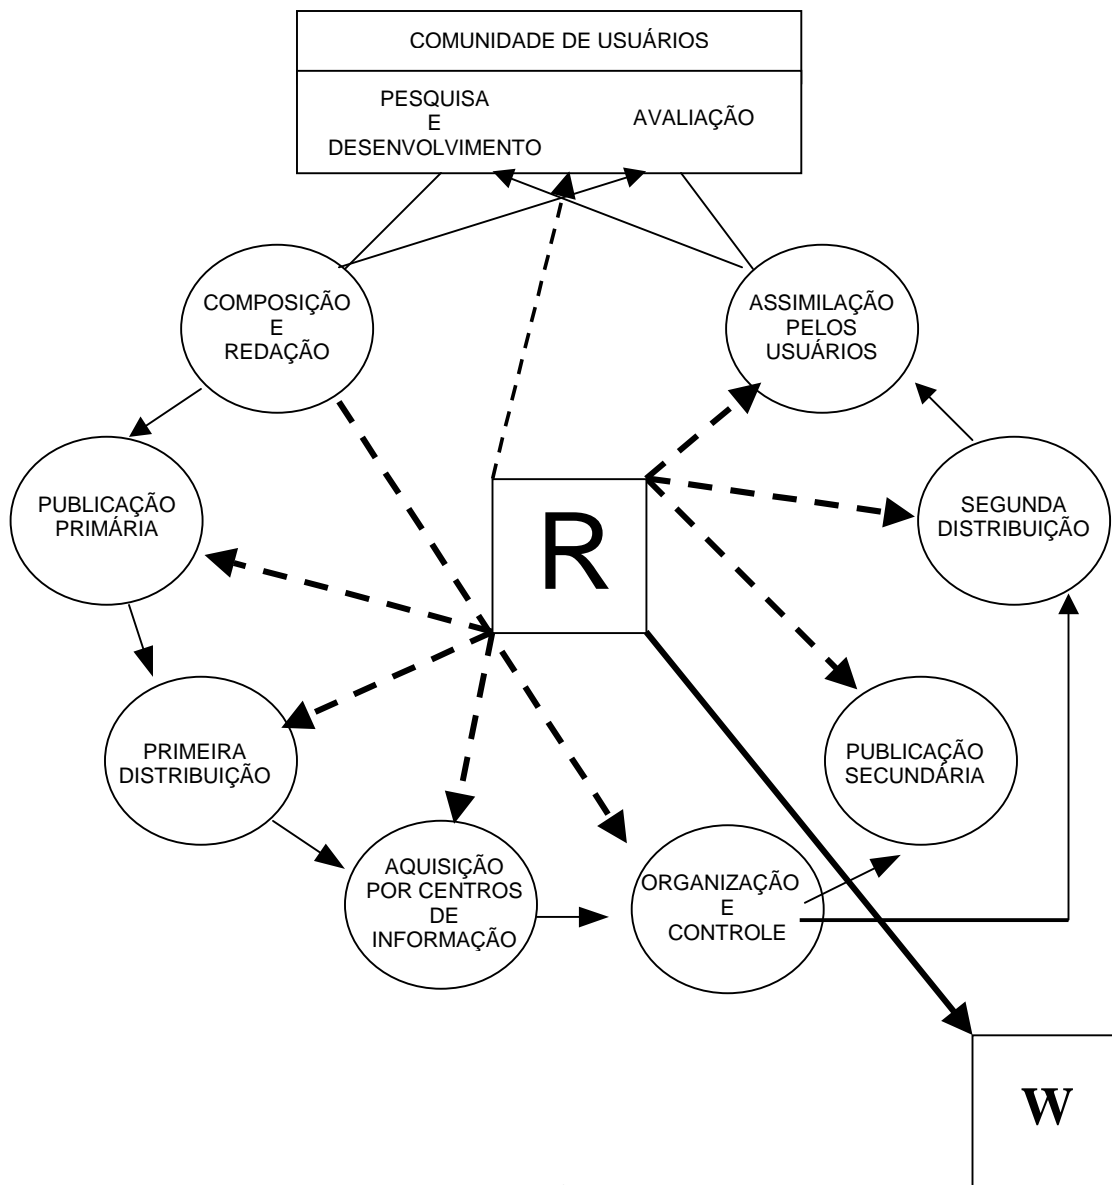 COMUNIDADE DE USUÁRIOS
PESQUISA
E
DESENVOLVIMENTO
AVALIAÇÃO
COMPOSIÇÃO
E
REDAÇÃO
ASSIMILAÇÃO
PELOS
USUÁRIOS
PUBLICAÇÃO
PRIMÁRIA
R
SEGUNDA
DISTRIBUIÇÃO
PRIMEIRA
DISTRIBUIÇÃO
PUBLICAÇÃO
SECUNDÁRIA
AQUISIÇÃO
POR CENTROS
DE
INFORMAÇÃO
ORGANIZAÇÃO
E
CONTROLE
W